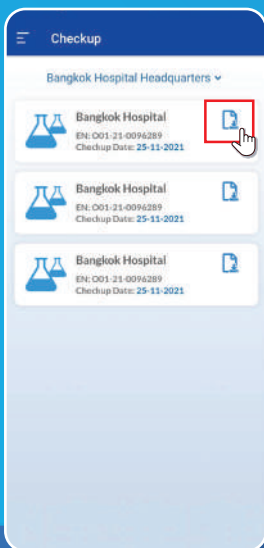 Checkup
Bangkok Hospital Headquarters
Bangkok Hospital
EN: O01-21-0096289
Checkup Date: 25-11-2021
Bangkok Hospital
EN: O01-21-0096289
Checkup Date: 25-11-2021
Bangkok Hospital
EN: O01-21-0096289
Checkup Date: 25-11-2021